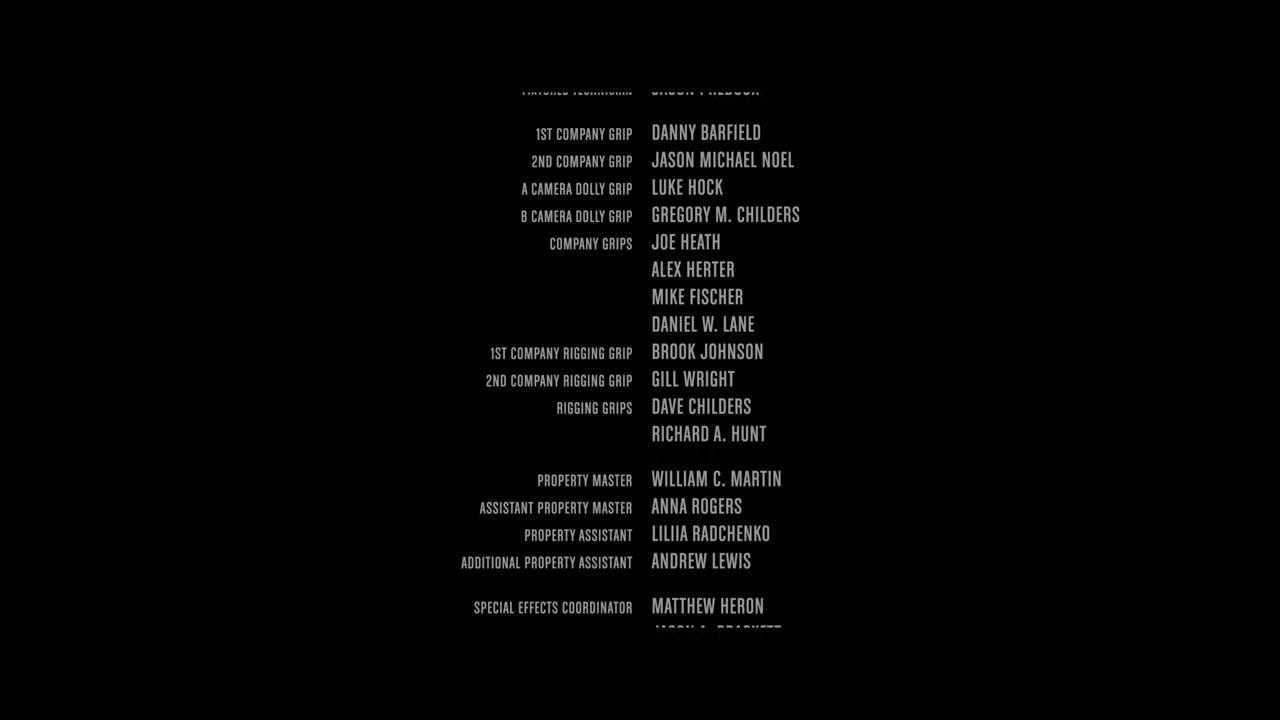 1ST COMPANY GRIP DANNY BARFIELD
2ND COMPANY GRIP JASON MICHAEL NOEL
A CAMERA DOLLY GRIP LUKE HOCK
B CAMERA DOLLY GRIP GREGORY M. CHILDERS
COMPANY GRIPS JOE HEATH
ALEX HERTER
MIKE FISCHER
DANIEL W. LANE
1ST COMPANY RIGGING GRIP BROOK JOHNSON
2ND COMPANY RIGGING GRIP GILL WRIGHT
RIGGING GRIPS DAVE CHILDERS
RICHARD A. HUNT
PROPERTY MASTER WILLIAM C. MARTIN
ASSISTANT PROPERTY MASTER ANNA ROGERS
PROPERTY ASSISTANT LILIIA RADCHENKO
ADDITIONAL PROPERTY ASSISTANT ANDREW LEWIS
SPECIAL EFFECTS COORDINATOR MATTHEW HERON